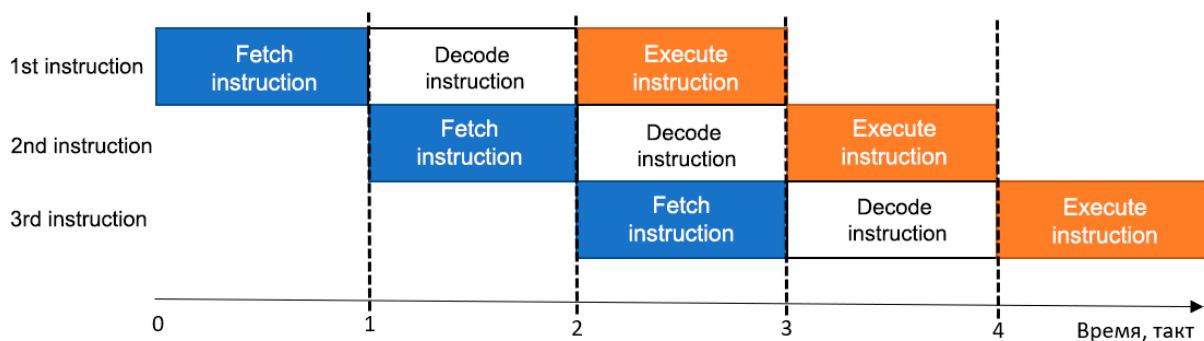 1st instruction
Fetch
instruction
Decode
instruction
Execute
instruction
2nd instruction
Fetch
instruction
Decode
instruction
Execute
instruction
3rd instruction
Fetch
instruction
Decode
instruction
Execute
instruction
0
1
2
3
4
Время, такт